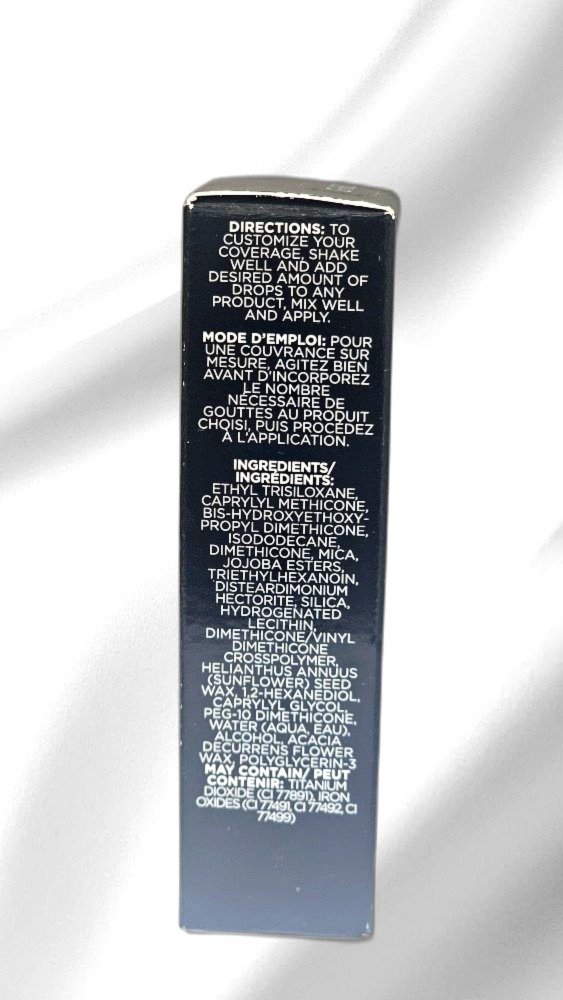 DIRECTIONS: TO
CUSTOMIZE YOUR
COVERAGE, SHAKE
WELL AND ADD
DESIRED AMOUNT OF
DROPS TO ANY
PRODUCT, MIX WELL
AND APPLY.
MODE D'EMPLOI: POUR
UNE COUVRANCE SUR
MESURE, AGITEZ BIEN
AVANT D'INCORPOREZ
LE NOMBRE
NÉCESSAIRE DE
GOUTTES AU PRODUIT
CHOISI, PUIS PROCÉDEZ
À L'APPLICATION.
INGREDIENTS/
INGRÉDIENTS:
ETHYL TRISILOXANE,
CAPRYLYL METHICONE,
BIS-HYDROXYETHOXY-
PROPYL DIMETHICONE,
ISODODECANE,
DIMETHICONE, MICA,
JOJOBA ESTERS,
TRIETHYLHEXANOIN,
DISTEARDIMONIUM
HECTORITE, SILICA,
HYDROGENATED
LECITHIN,
DIMETHICONE/VINYL
DIMETHICONE
CROSSPOLYMER,
HELIANTHUS ANNUUS
(SUNFLOWER) SEED
WAX, 1,2-HEXANEDIOL,
CAPRYLYL GLYCOL,
PEG-10 DIMETHICONE,
WATER (AQUA, EAU),
ALCOHOL, ACACIA
DECURRENS FLOWER
WAX, POLYGLYCERIN-3
MAY CONTAIN/ PEUT
CONTENIR: TITANIUM
DIOXIDE (CI 77891), IRON
OXIDES (CI 77491, CI 77492, CI
77499)